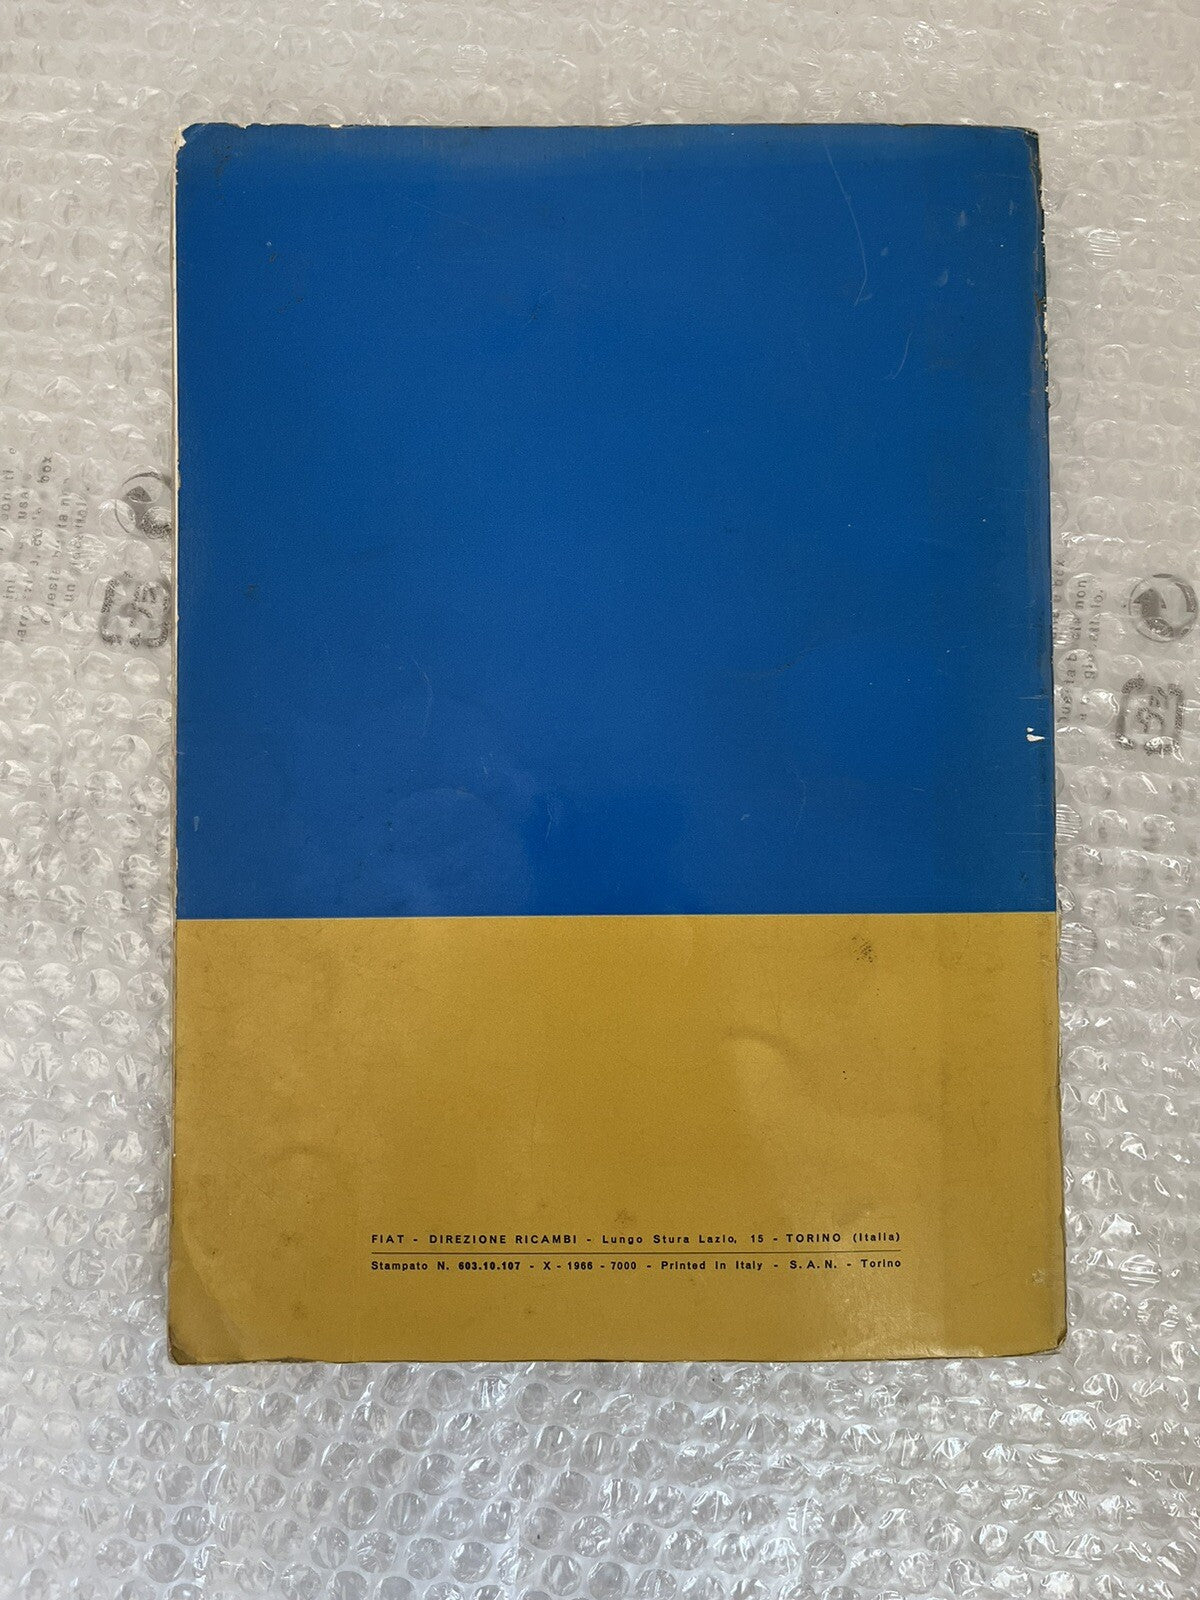 FIAT - DIREZIONE RICAMBI - Lungo Stura Lazio, 15 - TORINO (Italia)
Stampato N. 603.10.107 - X - 1966 - 7000 - Printed in Italy - S.A.N. - Torino